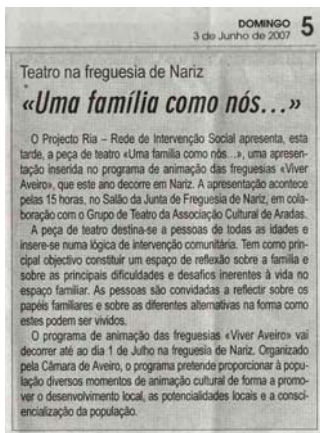 DOMINGO 5
3 de Junho de 2007
Teatro na freguesia de Nariz
«Uma família como nós...»
O Projecto Ria – Rede de Intervenção Social apresenta, esta
tarde, a peça de teatro «Uma família como nós...», uma apresen-
tação inserida no programa de animação das freguesias «Viver
Aveiro», que este ano decorre em Nariz. A apresentação acontece
pelas 15 horas, no Salão da Junta de Freguesia de Nariz, em cola-
boração com o Grupo de Teatro da Associação Cultural de Aradas.
A peça de teatro destina-se a pessoas de todas as idades e
insere-se numa lógica de intervenção comunitária. Tem como prin-
cipal objectivo constituir um espaço de reflexão sobre a família e
sobre as principais dificuldades e desafios inerentes à vida no
espaço familiar. As pessoas são convidadas a reflectir sobre os
papéis familiares e sobre as diferentes alternativas na forma como
estes podem ser vividos.
O programa de animação das freguesias «Viver Aveiro» vai
decorrer até ao dia 1 de Julho na freguesia de Nariz. Organizado
pela Câmara de Aveiro, o programa pretende proporcionar à popu-
lação diversos momentos de animação cultural de forma a promo-
ver o desenvolvimento local, as potencialidades locais e a consci-
encialização da população.